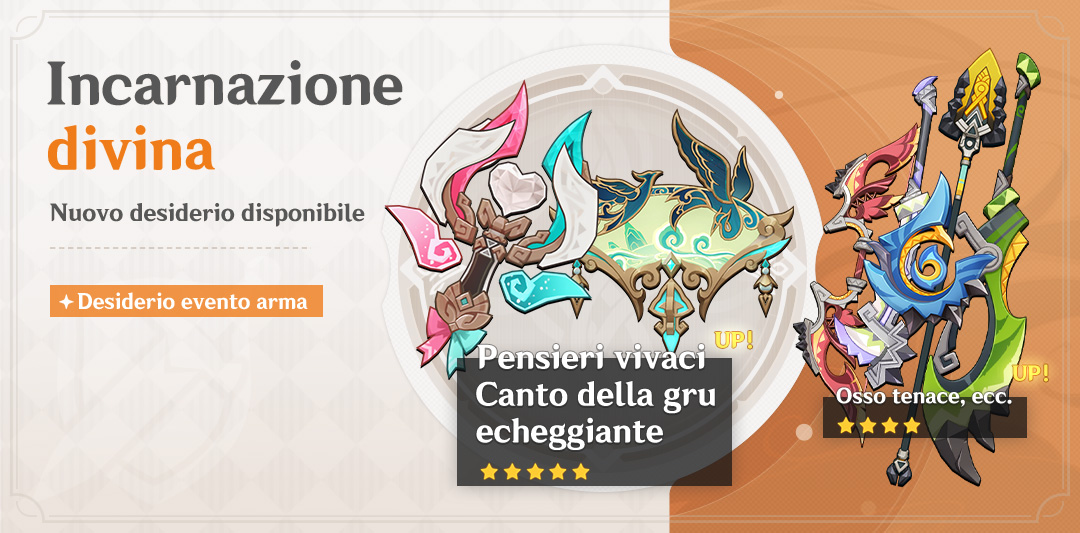 Incarnazione
divina
Nuovo desiderio disponibile
Desiderio evento arma
UP!
Pensieri vivaci
Canto della gru
echeggiante
UP!
Osso tenace, ecc.